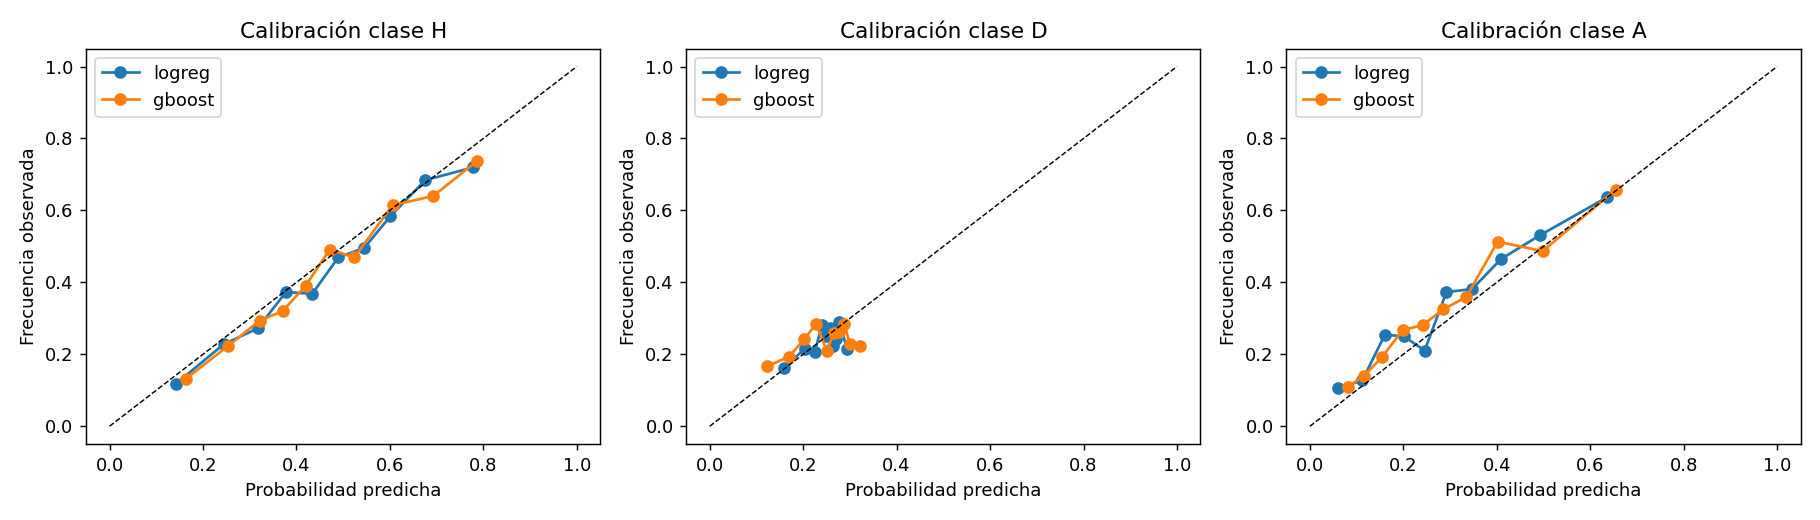 Calibración clase H
logreg
gboost
1.0
0.8
0.6
0.4
0.2
0.0
Frecuencia observada
0.0 0.2 0.4 0.6 0.8 1.0
Probabilidad predicha
Calibración clase D
logreg
gboost
1.0
0.8
0.6
0.4
0.2
0.0
Frecuencia observada
0.0 0.2 0.4 0.6 0.8 1.0
Probabilidad predicha
Calibración clase A
logreg
gboost
1.0
0.8
0.6
0.4
0.2
0.0
Frecuencia observada
0.0 0.2 0.4 0.6 0.8 1.0
Probabilidad predicha